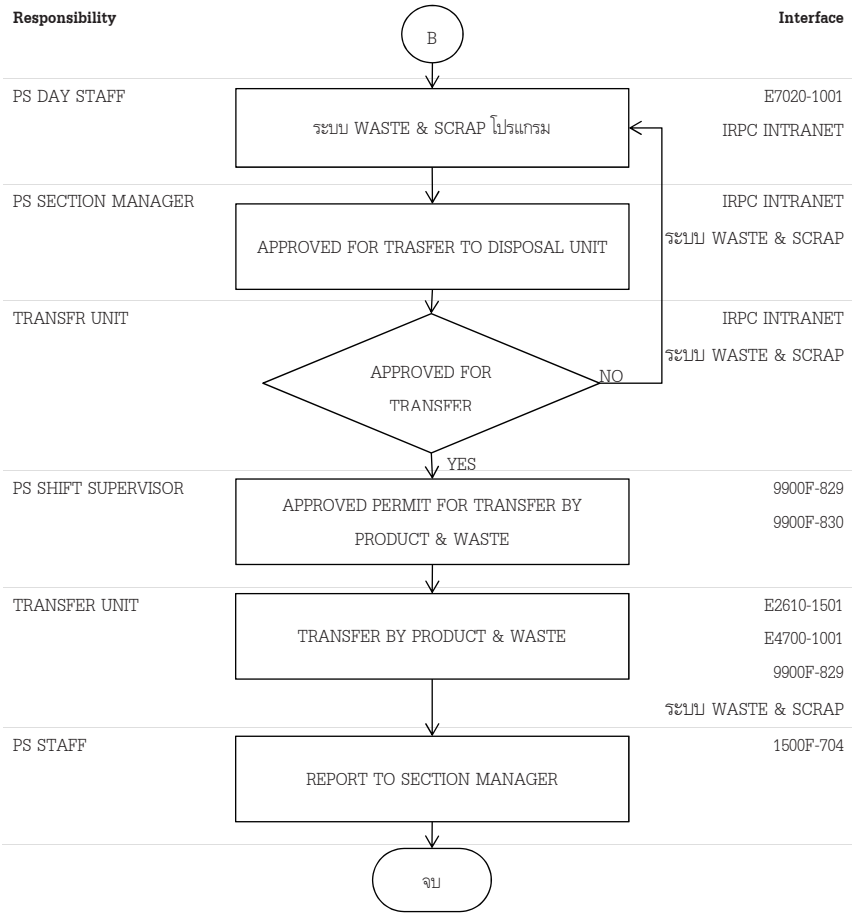 Responsibility
Interface
B
PS DAY STAFF
E7020-1001
ระบบ WASTE & SCRAP โปรแกรม
IRPC INTRANET
PS SECTION MANAGER
IRPC INTRANET
APPROVED FOR TRASFER TO DISPOSAL UNIT
ระบบ WASTE & SCRAP
TRANSFR UNIT
IRPC INTRANET
ระบบ WASTE & SCRAP
APPROVED FOR
TRANSFER
NO
YES
PS SHIFT SUPERVISOR
9900F-829
APPROVED PERMIT FOR TRANSFER BY
PRODUCT & WASTE
9900F-830
TRANSFER UNIT
E2610-1501
TRANSFER BY PRODUCT & WASTE
E4700-1001
9900F-829
ระบบ WASTE & SCRAP
PS STAFF
1500F-704
REPORT TO SECTION MANAGER
จบ